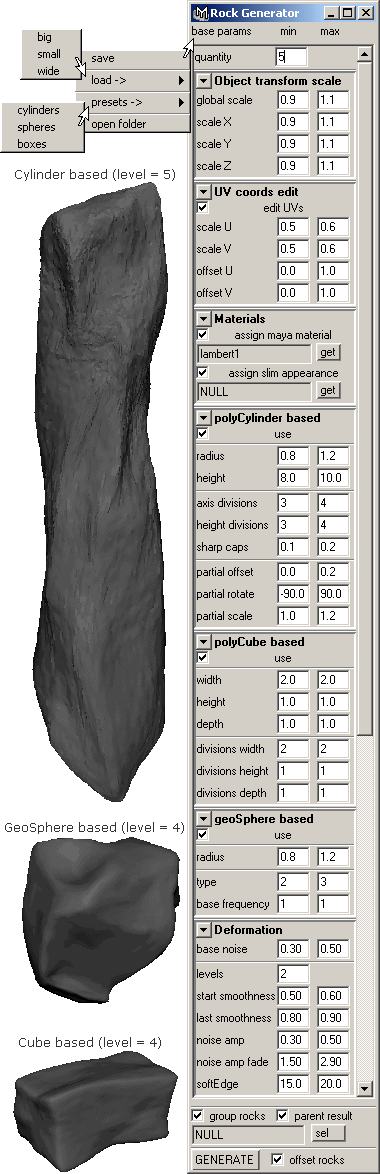 Rock Generator
base params min max
quantity 5
big
small
wide
save
load ->
presets ->
open folder
cylinders
spheres
boxes
Cylinder based (level = 5)
GeoSphere based (level = 4)
Cube based (level = 4)
Object transform scale
global scale 0.9 1.1
scale X 0.9 1.1
scale Y 0.9 1.1
scale Z 0.9 1.1
UV coords edit
edit UVs
scale U 0.5 0.6
scale V 0.5 0.6
offset U 0.0 1.0
offset V 0.0 1.0
Materials
assign maya material
lambert1 get
assign slim appearance
NULL get
polyCylinder based
use
radius 0.8 1.2
height 8.0 10.0
axis divisions 3 4
height divisions 3 4
sharp caps 0.1 0.2
partial offset 0.0 0.2
partial rotate -90.0 90.0
partial scale 1.0 1.2
polyCube based
use
width 2.0 2.0
height 1.0 1.0
depth 1.0 1.0
divisions width 2 2
divisions height 1 1
divisions depth 1 1
geoSphere based
use
radius 0.8 1.2
type 2 3
base frequency 1 1
Deformation
base noise 0.30 0.50
levels 2
start smoothness 0.50 0.60
last smoothness 0.80 0.90
noise amp 0.30 0.50
noise amp fade 1.50 2.90
softEdge 15.0 20.0
group rocks parent result
NULL sel
GENERATE offset rocks